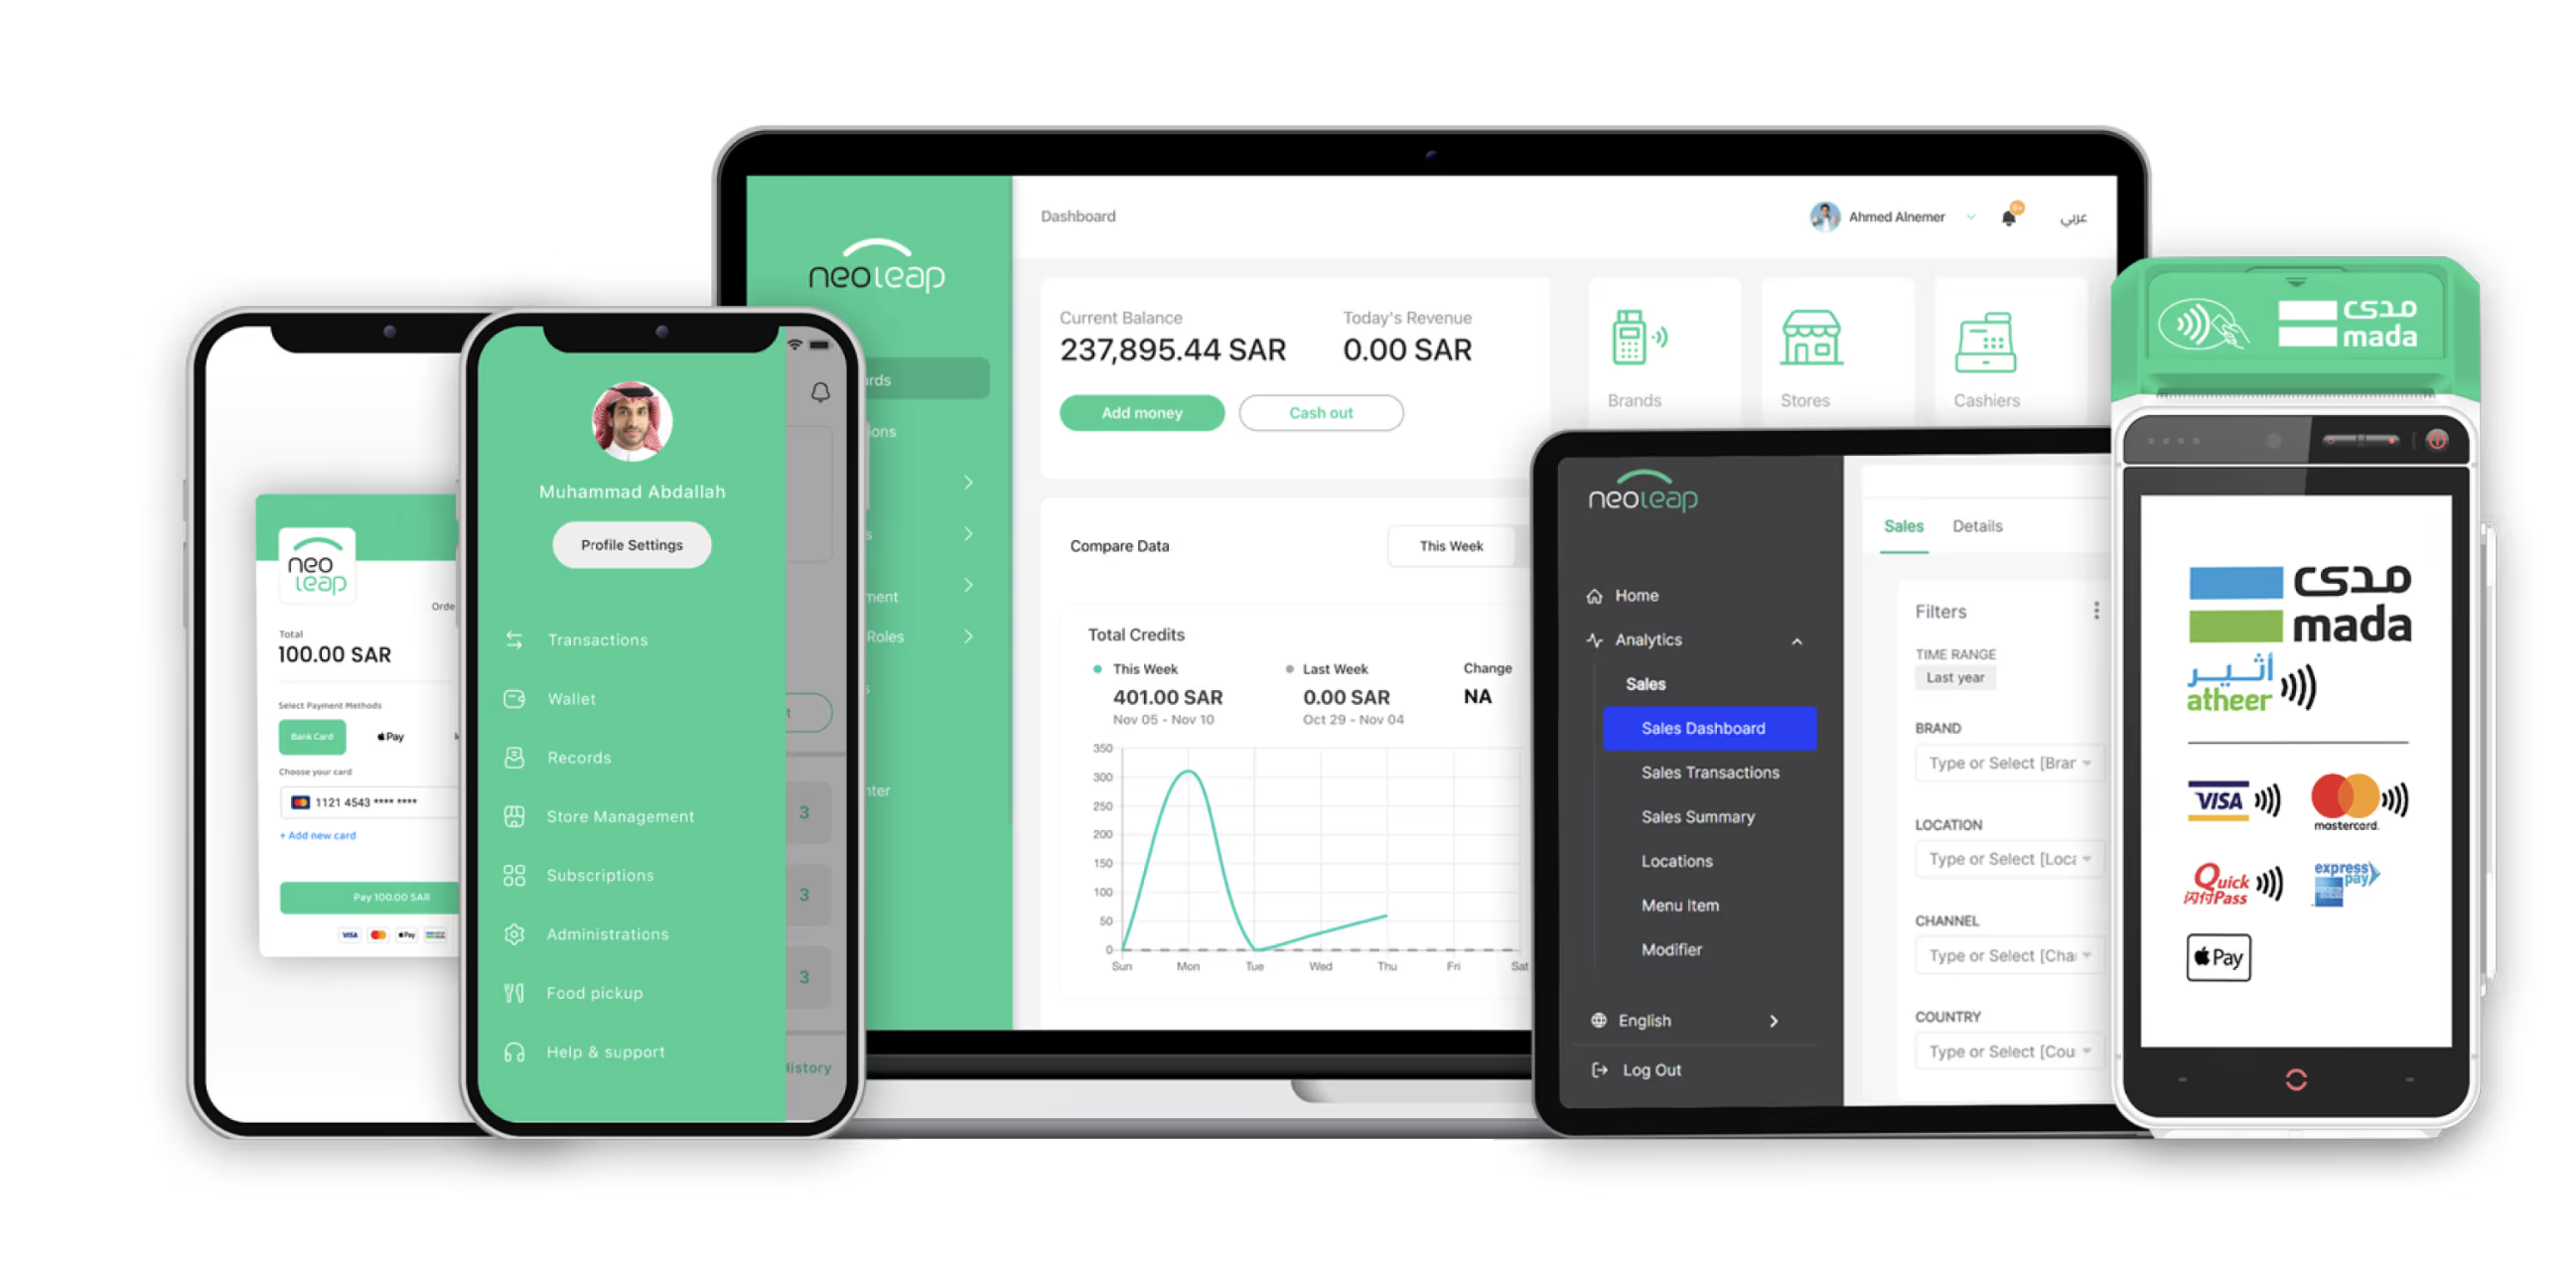 neo
leap
Total
100.00 SAR
Select Payment Methods
Bank Card
Pay
Choose your card
1121 4543 **** ****
+ Add new card
Pay 100.00 SAR
VISA
Pay
Muhammad Abdallah
Profile Settings
Transactions
Wallet
Records
Store Management
Subscriptions
Administrations
Food pickup
Help & support
3
3
3
neoleap
Dashboard
Ahmed Alnemer
9+
عربي
Current Balance
237,895.44 SAR
Today's Revenue
0.00 SAR
Add money
Cash out
Brands
Stores
Cashiers
Compare Data
This Week
Total Credits
This Week
401.00 SAR
Nov 05 - Nov 10
Last Week
0.00 SAR
Oct 29 - Nov 04
Change
NA
350
300
250
200
150
100
50
0
Sun Mon Tue Wed Thu Fri Sat
Roles
neoleap
Home
Analytics
Sales
Sales Dashboard
Sales Transactions
Sales Summary
Locations
Menu Item
Modifier
English
Log Out
Sales Details
Filters
TIME RANGE
Last year
BRAND
Type or Select [Bran
LOCATION
Type or Select [Loca
CHANNEL
Type or Select [Cha
COUNTRY
Type or Select [Cou
مدى
mada
مدى
mada
أثير
atheer
VISA
mastercard.
Quick
闪付Pass
express
pay
Pay